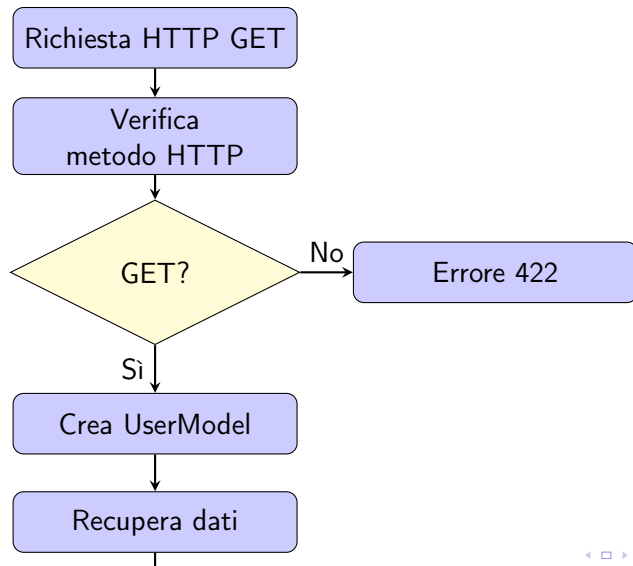 Richiesta HTTP GET
Verifica
metodo HTTP
GET?
No
Errore 422
Sì
Crea UserModel
Recupera dati